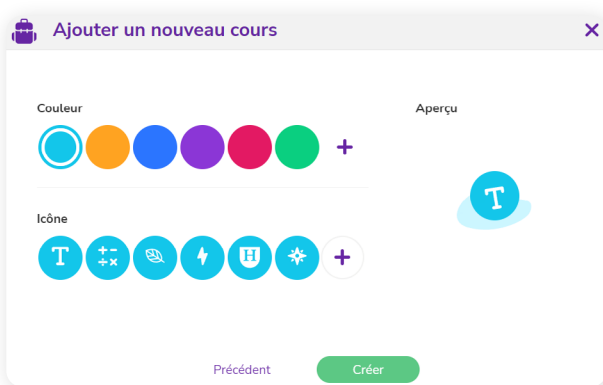 Ajouter un nouveau cours
Couleur
Aperçu
Icône
T
T
H
Précédent
Créer